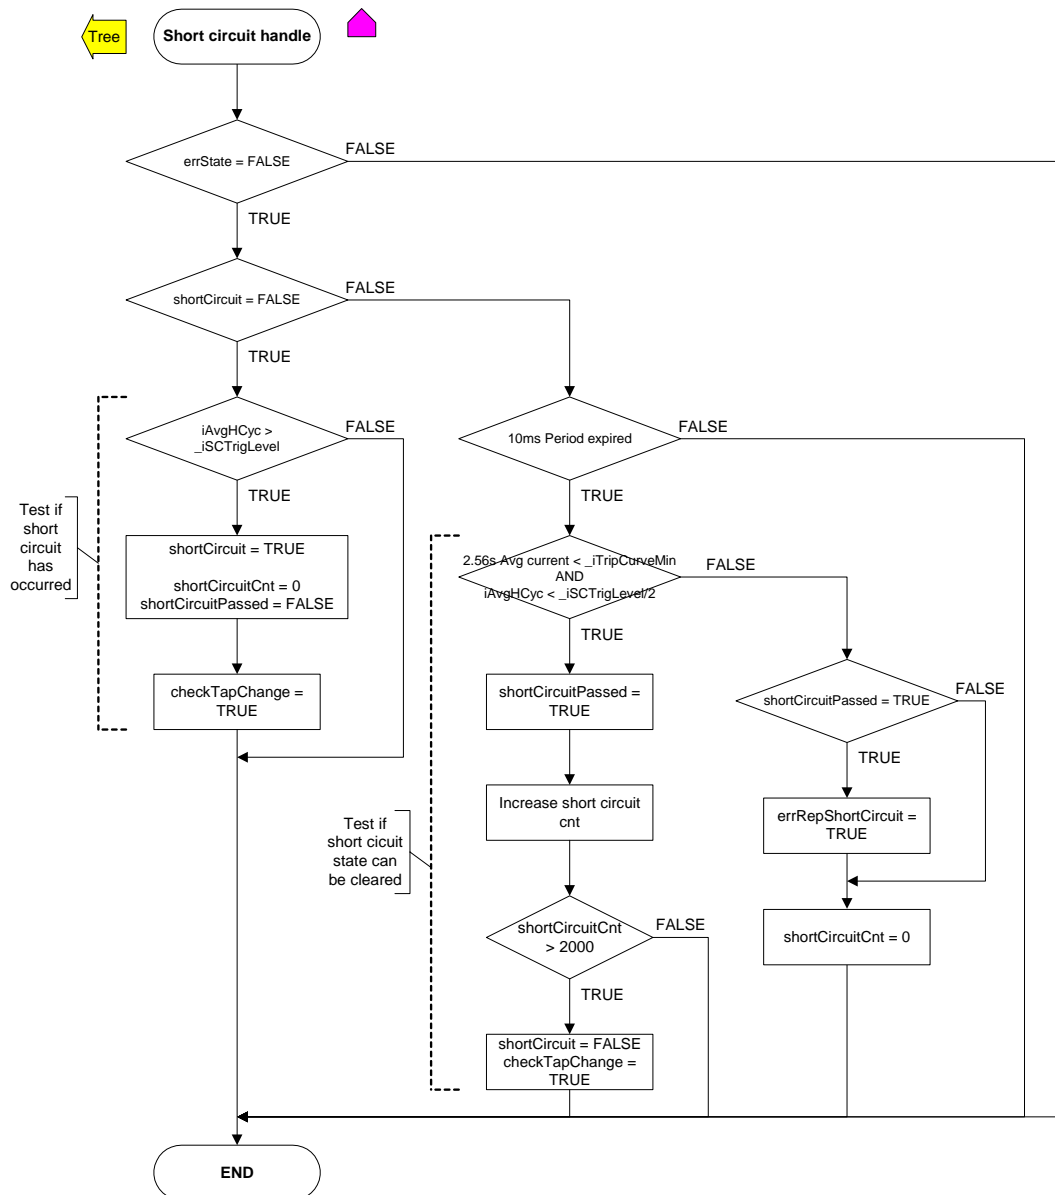 Tree
Short circuit handle
errState = FALSE
FALSE
TRUE
shortCircuit = FALSE
FALSE
TRUE
iAvgHCyc >
_iSCTrigLevel
FALSE
TRUE
10ms Period expired
FALSE
TRUE
Test if
short
circuit
has
occurred
shortCircuit = TRUE
shortCircuitCnt = 0
shortCircuitPassed = FALSE
checkTapChange =
TRUE
2.56s Avg current < _iTripCurveMin
AND
iAvgHCyc < _iSCTrigLevel/2
FALSE
TRUE
shortCircuitPassed =
TRUE
shortCircuitPassed = TRUE
FALSE
TRUE
Increase short circuit
cnt
errRepShortCircuit =
TRUE
Test if
short cicuit
state can
be cleared
shortCircuitCnt
> 2000
FALSE
TRUE
shortCircuitCnt = 0
shortCircuit = FALSE
checkTapChange =
TRUE
END